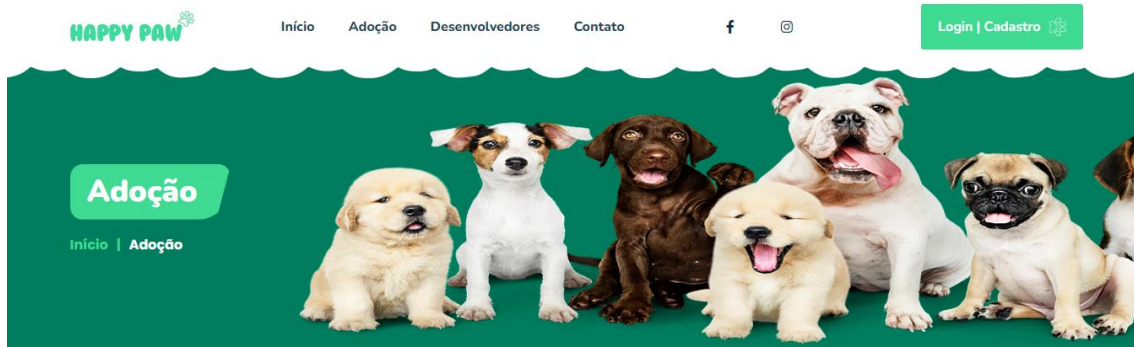 HAPPY PAW
Início Adoção Desenvolvedores Contato
Login | Cadastro
Adoção
Início | Adoção